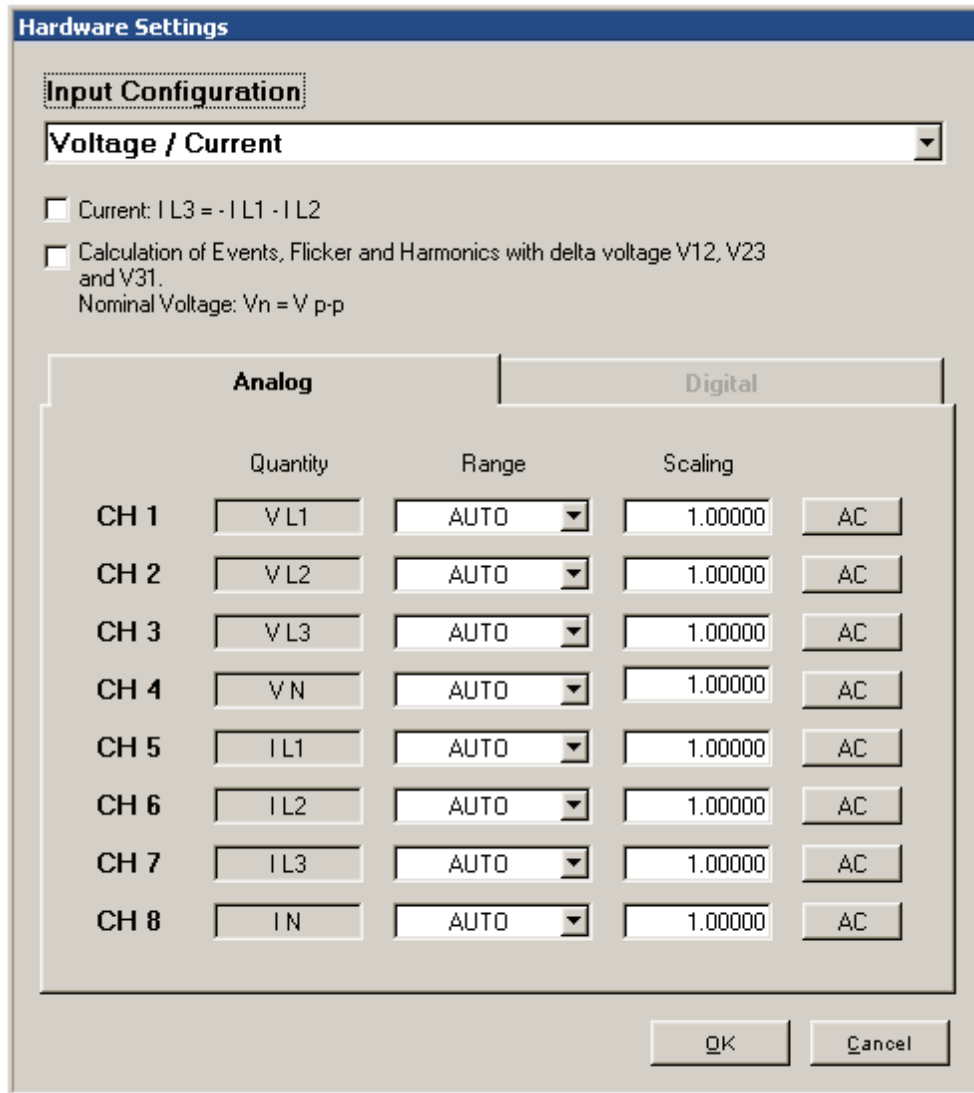 Hardware Settings
Input Configuration
Voltage / Current
Current: I L3 = - I L1 - I L2
Calculation of Events, Flicker and Harmonics with delta voltage V12, V23
and V31.
Nominal Voltage: Vn = V p-p
Analog Digital
Quantity Range Scaling
CH 1 V L1 AUTO 1.00000 AC
CH 2 V L2 AUTO 1.00000 AC
CH 3 V L3 AUTO 1.00000 AC
CH 4 V N AUTO 1.00000 AC
CH 5 I L1 AUTO 1.00000 AC
CH 6 I L2 AUTO 1.00000 AC
CH 7 I L3 AUTO 1.00000 AC
CH 8 I N AUTO 1.00000 AC
OK Cancel